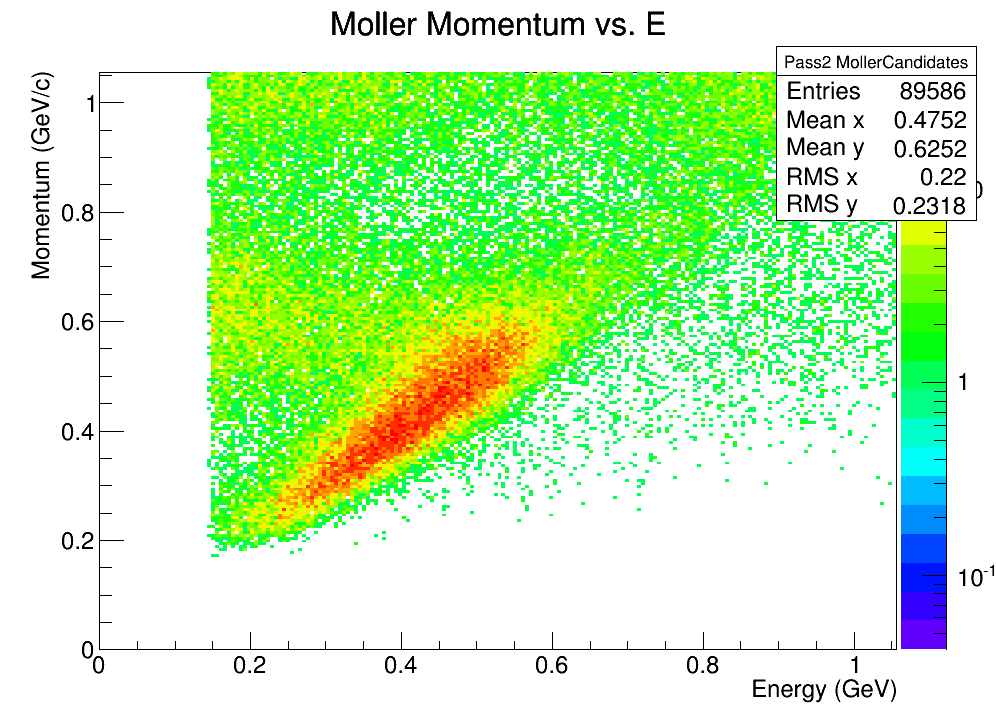 Moller Momentum vs. E
Pass2 MollerCandidates
Entries 89586
Mean x 0.4752
Mean y 0.6252
RMS x 0.22
RMS y 0.2318
Momentum (GeV/c)
1
0.8
0.6
0.4
0.2
0
0 0.2 0.4 0.6 0.8 1
Energy (GeV)
1
10-1